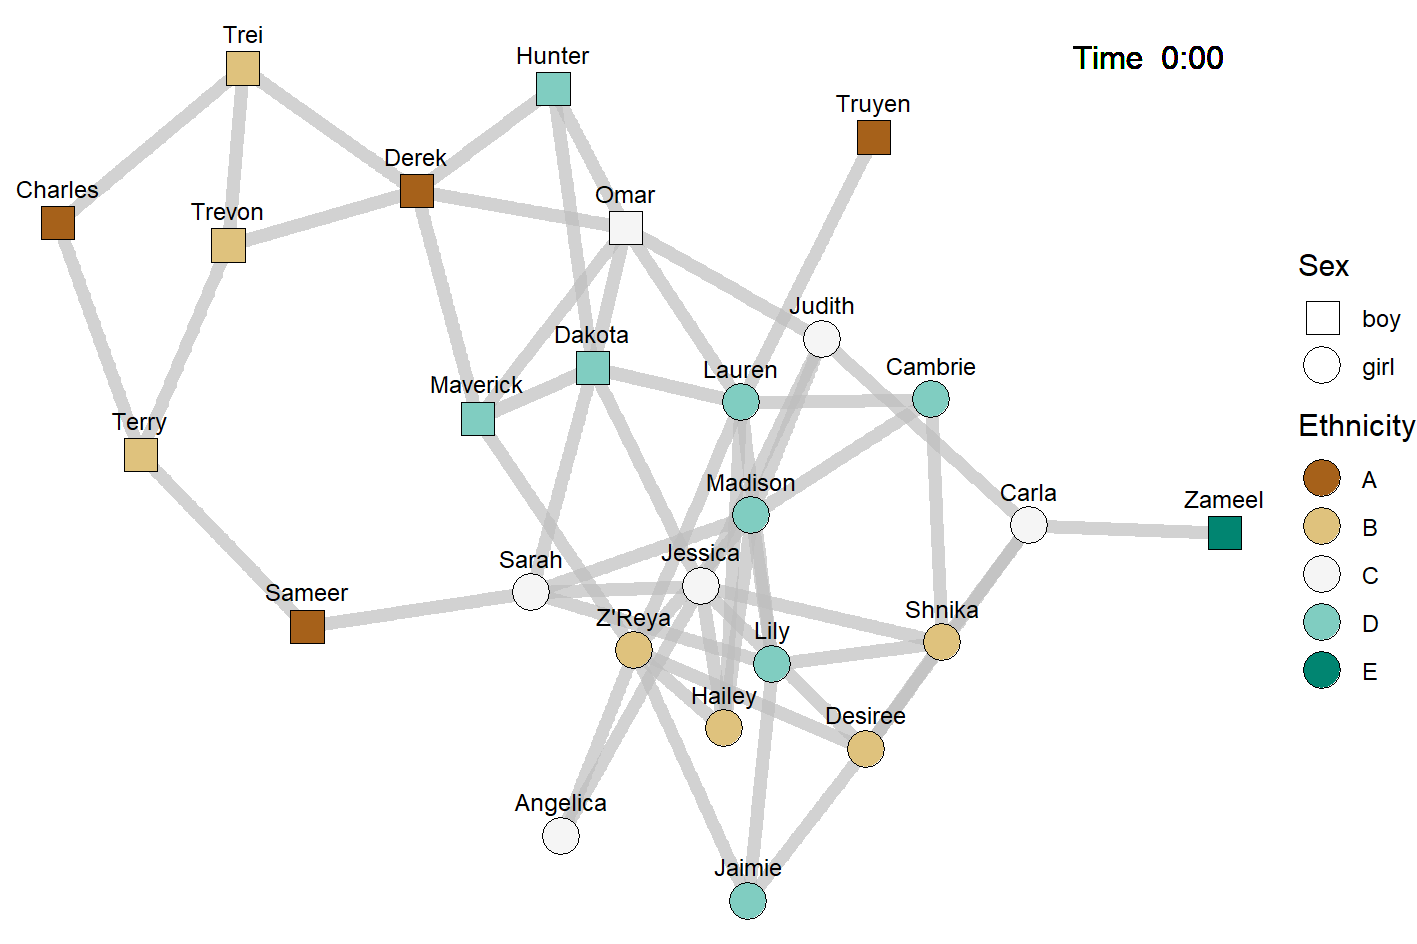 Trei
Hunter
Time 0:00
Truyen
Derek
Charles
Omar
Trevon
Sex
Judith
boy
Dakota
girl
Lauren
Cambrie
Maverick
Terry
Ethnicity
A
Madison
Carla
Zameel
B
Jessica
Sarah
C
Sameer
Shnika
Z'Reya
Lily
D
E
Hailey
Desiree
Angelica
Jaimie